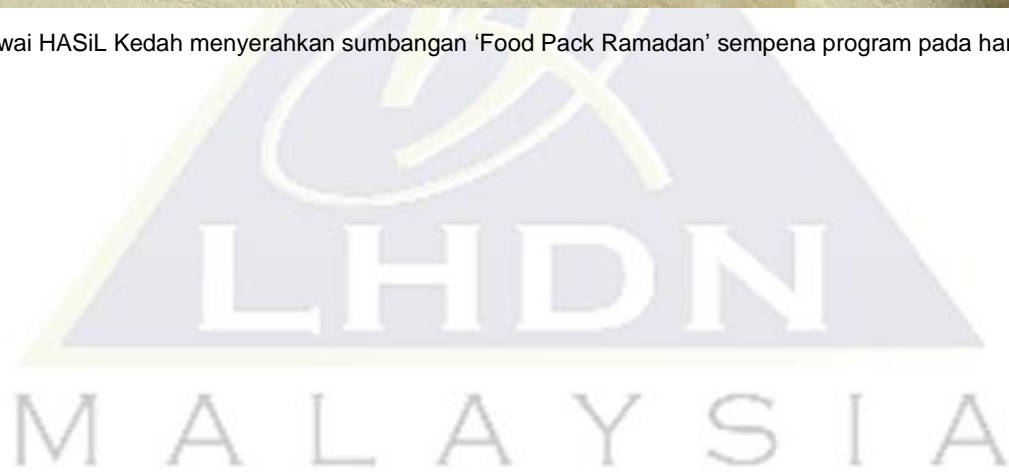 wai HASiL Kedah menyerahkan sumbangan ‘Food Pack Ramadan’ sempena program pada har
LHDN
MALAYSIA